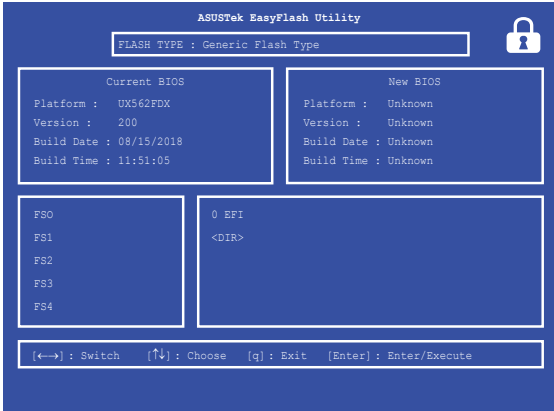 ASUSTek EasyFlash Utility
FLASH TYPE : Generic Flash Type
Current BIOS
Platform : UX562FDX
Version : 200
Build Date : 08/15/2018
Build Time : 11:51:05
New BIOS
Platform : Unknown
Version : Unknown
Build Date : Unknown
Build Time : Unknown
FSO
FS1
FS2
FS3
FS4
0 EFI
<DIR>
[←→] : Switch [↑↓] : Choose [q] : Exit [Enter] : Enter/Execute